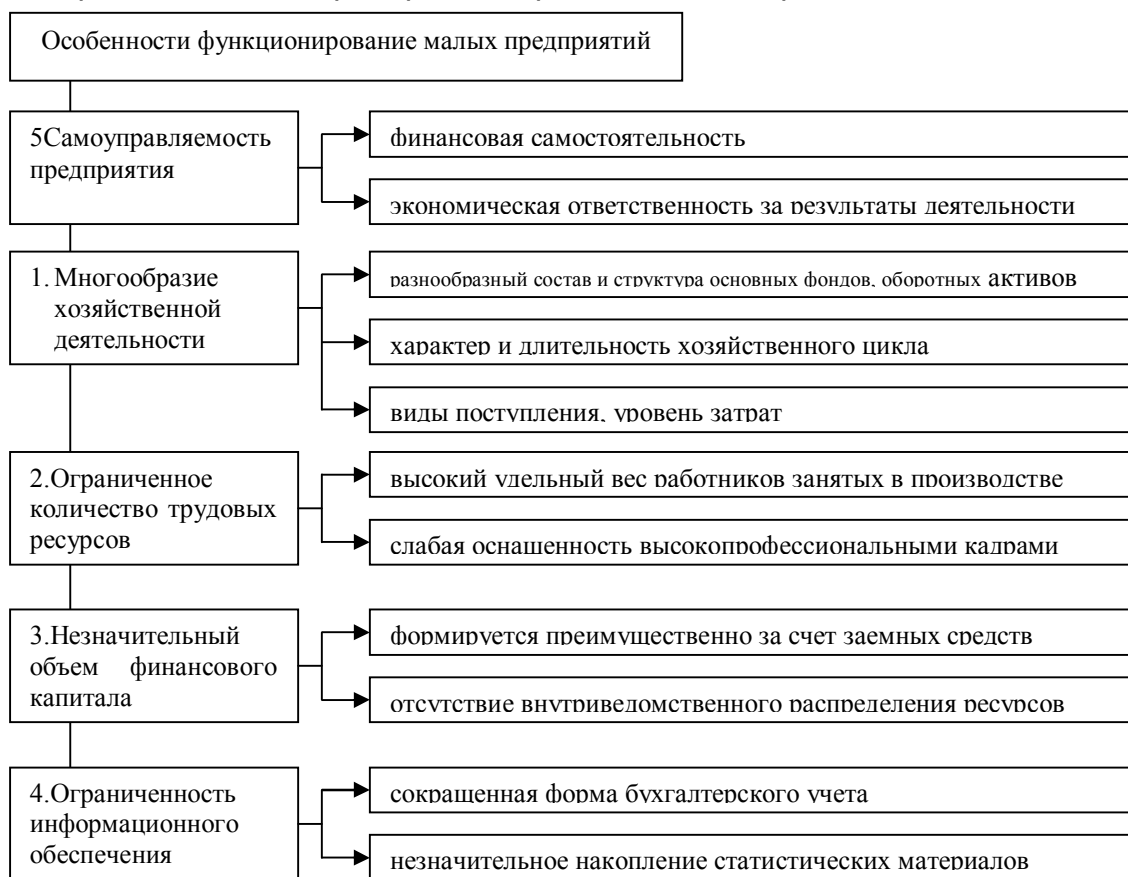 Особенности функционирование малых предприятий
5Самоуправляемость
предприятия
финансовая самостоятельность
экономическая ответственность за результаты деятельности
1. Многообразие
хозяйственной
деятельности
разнообразный состав и структура основных фондов, оборотных активов
характер и длительность хозяйственного цикла
виды поступления, уровень затрат
2.Ограниченное
количество трудовых
ресурсов
высокий удельный вес работников занятых в производстве
слабая оснащенность высокопрофессиональными кадрами
3.Незначительный
объем финансового
капитала
формируется преимущественно за счет заемных средств
отсутствие внутриведомственного распределения ресурсов
4.Ограниченность
информационного
обеспечения
сокращенная форма бухгалтерского учета
незначительное накопление статистических материалов